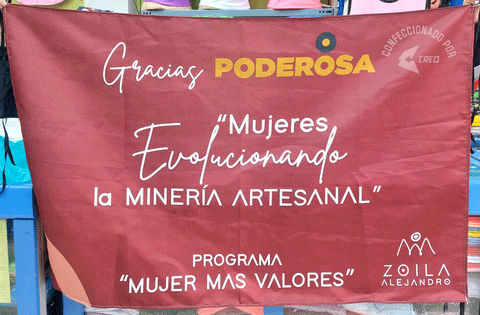 CONFECCIONADO POR
CREO
Gracias PODEROSA
"Mujeres
Evolucionando
la MINERÍA ARTESANAL"
PROGRAMA
"MUJER MAS VALORES"
ZOILA
ALEJANDRO